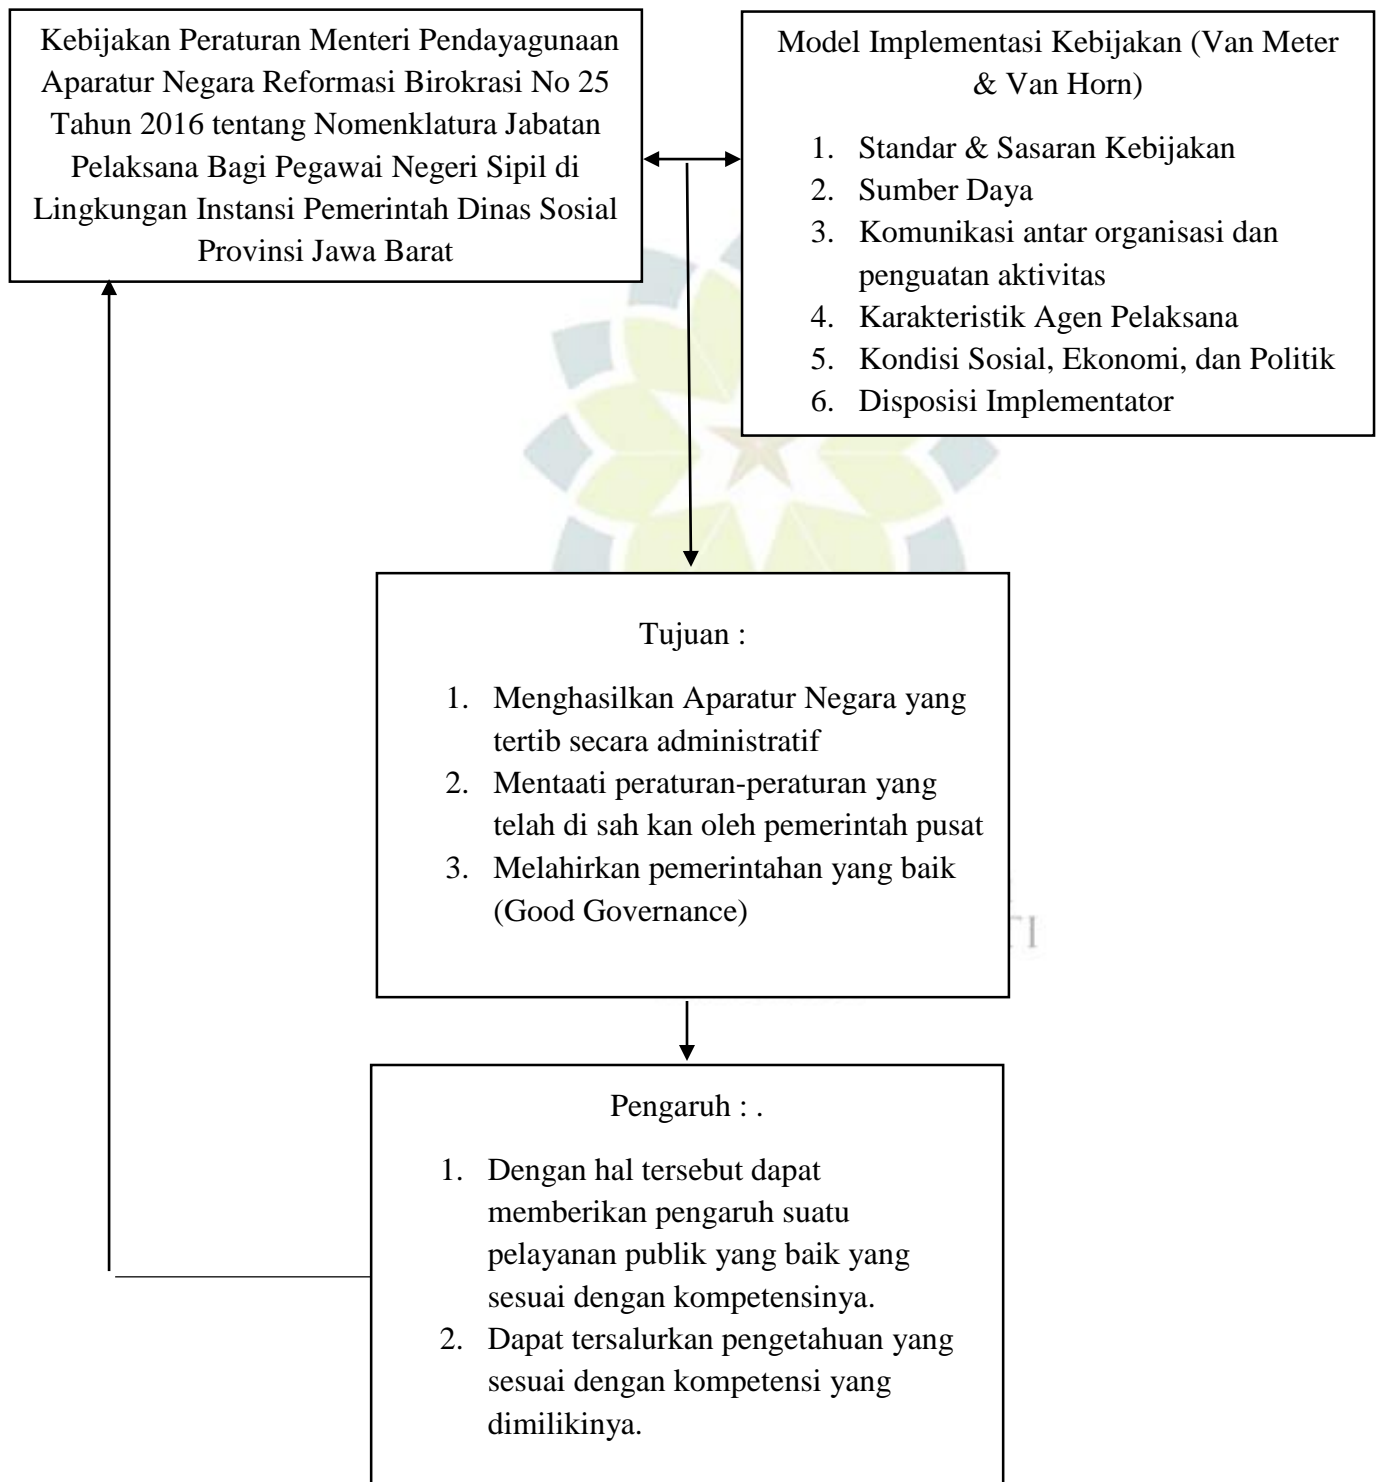 Kebijakan Peraturan Menteri Pendayagunaan
Aparatur Negara Reformasi Birokrasi No 25
Tahun 2016 tentang Nomenklatura Jabatan
Pelaksana Bagi Pegawai Negeri Sipil di
Lingkungan Instansi Pemerintah Dinas Sosial
Provinsi Jawa Barat
Model Implementasi Kebijakan (Van Meter
& Van Horn)
1. Standar & Sasaran Kebijakan
2. Sumber Daya
3. Komunikasi antar organisasi dan
penguatan aktivitas
4. Karakteristik Agen Pelaksana
5. Kondisi Sosial, Ekonomi, dan Politik
6. Disposisi Implementator
Tujuan :
1. Menghasilkan Aparatur Negara yang
tertib secara administratif
2. Mentaati peraturan-peraturan yang
telah di sah kan oleh pemerintah pusat
3. Melahirkan pemerintahan yang baik
(Good Governance)
Pengaruh : .
1. Dengan hal tersebut dapat
memberikan pengaruh suatu
pelayanan publik yang baik yang
sesuai dengan kompetensinya.
2. Dapat tersalurkan pengetahuan yang
sesuai dengan kompetensi yang
dimilikinya.